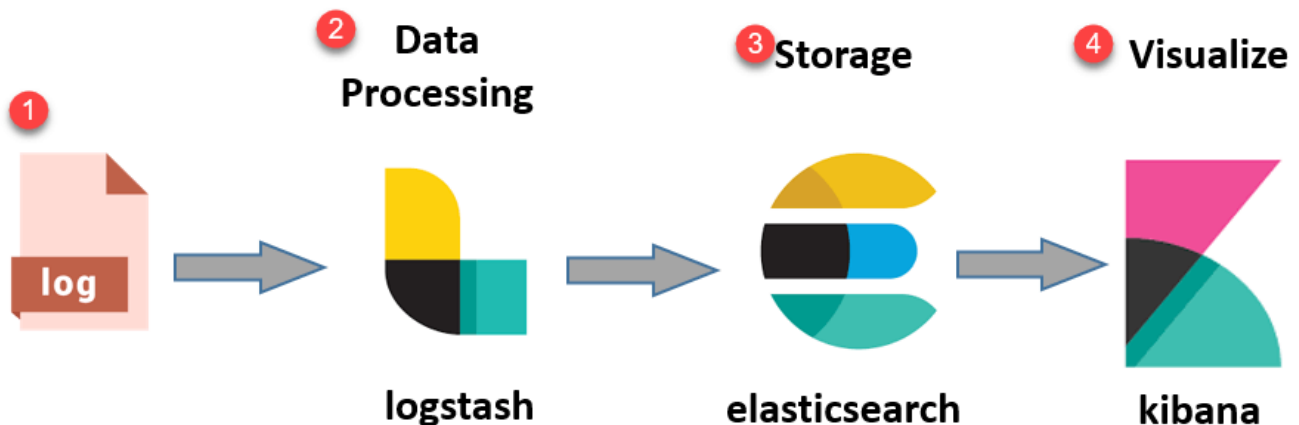 1
log
2
Data
Processing
logstash
3
Storage
elasticsearch
4
Visualize
kibana